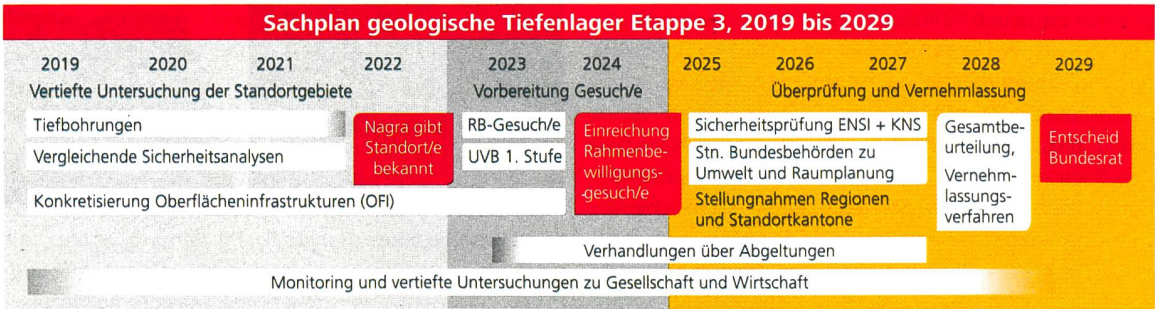 Sachplan geologische Tiefenlager Etappe 3, 2019 bis 2029
2019 2020 2021 2022 2023 2024 2025 2026 2027 2028 2029
Vertiefte Untersuchung der Standortgebiete
Vorbereitung Gesuch/e
Überprüfung und Vernehmlassung
Tiefbohrungen
Vergleichende Sicherheitsanalysen
Nagra gibt
Standort/e
bekannt
RB-Gesuch/e
UVB 1. Stufe
Konkretisierung Oberflächeninfrastrukturen (OFI)
Einreichung
Rahmenbe-
willigungs-
gesuch/e
Sicherheitsprüfung ENSI + KNS
Stn. Bundesbehörden zu
Umwelt und Raumplanung
Stellungnahmen Regionen
und Standortkantone
Gesamtbe-
urteilung,
Vernehm-
lassungs-
verfahren
Entscheid
Bundesrat
Verhandlungen über Abgeltungen
Monitoring und vertiefte Untersuchungen zu Gesellschaft und Wirtschaft